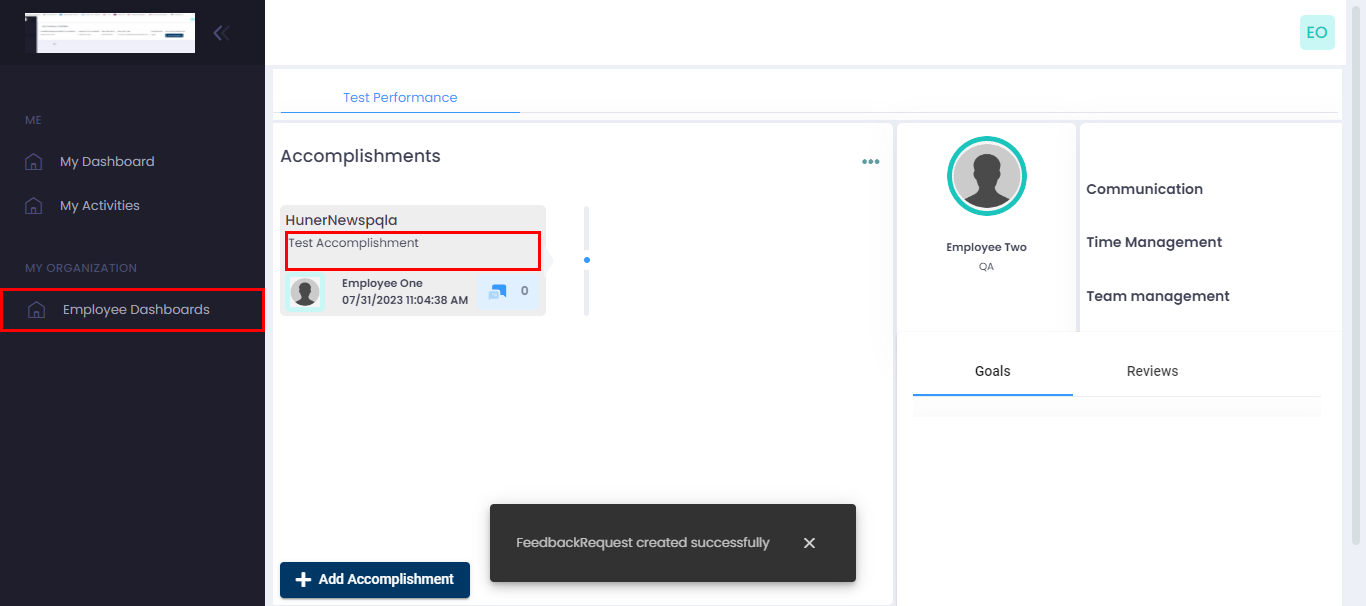 EO
ME
My Dashboard
My Activities
MY ORGANIZATION
Employee Dashboards
Test Performance
Accomplishments
HunerNewspqla
Test Accomplishment
Employee One
07/31/2023 11:04:38 AM
0
Add Accomplishment
Employee Two
QA
Communication
Time Management
Team management
Goals
Reviews
FeedbackRequest created successfully